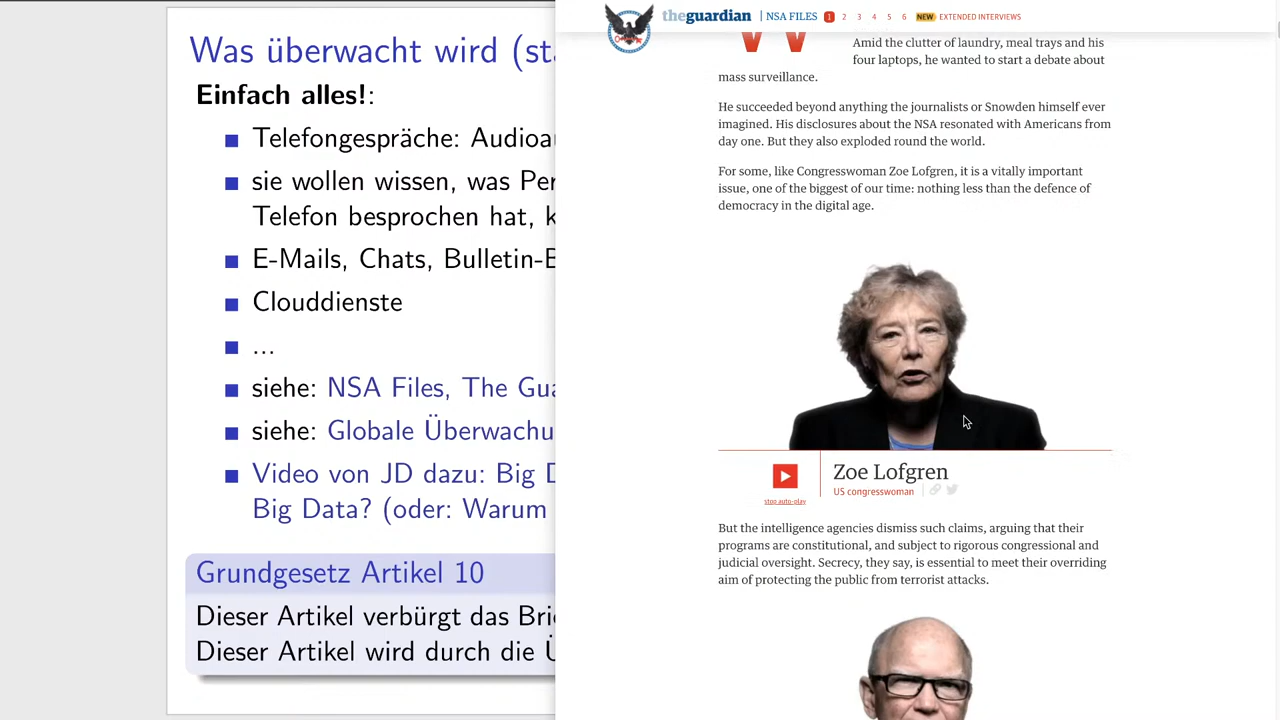 Was überwacht wird (sta
Einfach alles!:
Telefongespräche: Audioau
sie wollen wissen, was Per
Telefon besprochen hat, k
E-Mails, Chats, Bulletin-B
Clouddienste
...
siehe: NSA Files, The Gua
siehe: Globale Überwachu
Video von JD dazu: Big D
Big Data? (oder: Warum
Grundgesetz Artikel 10
Dieser Artikel verbürgt das Brie
Dieser Artikel wird durch die Ü
theguardian | NSA FILES 1 2 3 4 5 6 NEW EXTENDED INTERVIEWS
W Amid the clutter of laundry, meal trays and his
four laptops, he wanted to start a debate about
mass surveillance.
He succeeded beyond anything the journalists or Snowden himself ever
imagined. His disclosures about the NSA resonated with Americans from
day one. But they also exploded round the world.
For some, like Congresswoman Zoe Lofgren, it is a vitally important
issue, one of the biggest of our time: nothing less than the defence of
democracy in the digital age.
Zoe Lofgren
US congresswoman
stop auto-play
But the intelligence agencies dismiss such claims, arguing that their
programs are constitutional, and subject to rigorous congressional and
judicial oversight. Secrecy, they say, is essential to meet their overriding
aim of protecting the public from terrorist attacks.